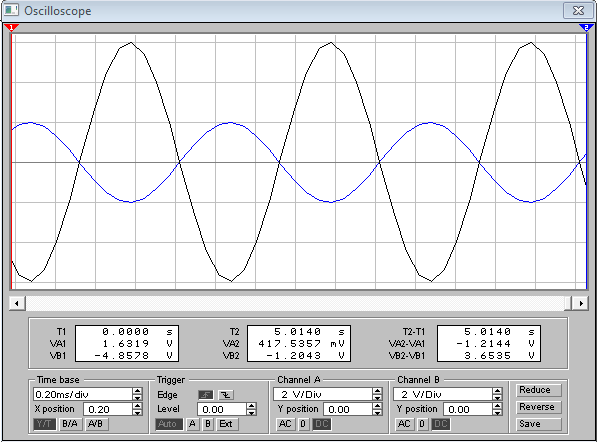 Oscilloscope
1 2
T1 0.0000 s T2 5.0140 s T2-T1 5.0140 s
VA1 1.6319 V VA2 417.5357 mV VA2-VA1 -1.2144 V
VB1 -4.8578 V VB2 -1.2043 V VB2-VB1 3.6535 V
Time base Trigger Channel A Channel B Reduce
0.20ms/div Edge 2 V/Div 2 V/Div Reverse
X position 0.20 Level 0.00 Y position 0.00 Y position 0.00
Y/T B/A A/B Auto A B Ext AC 0 DC AC 0 DC Save